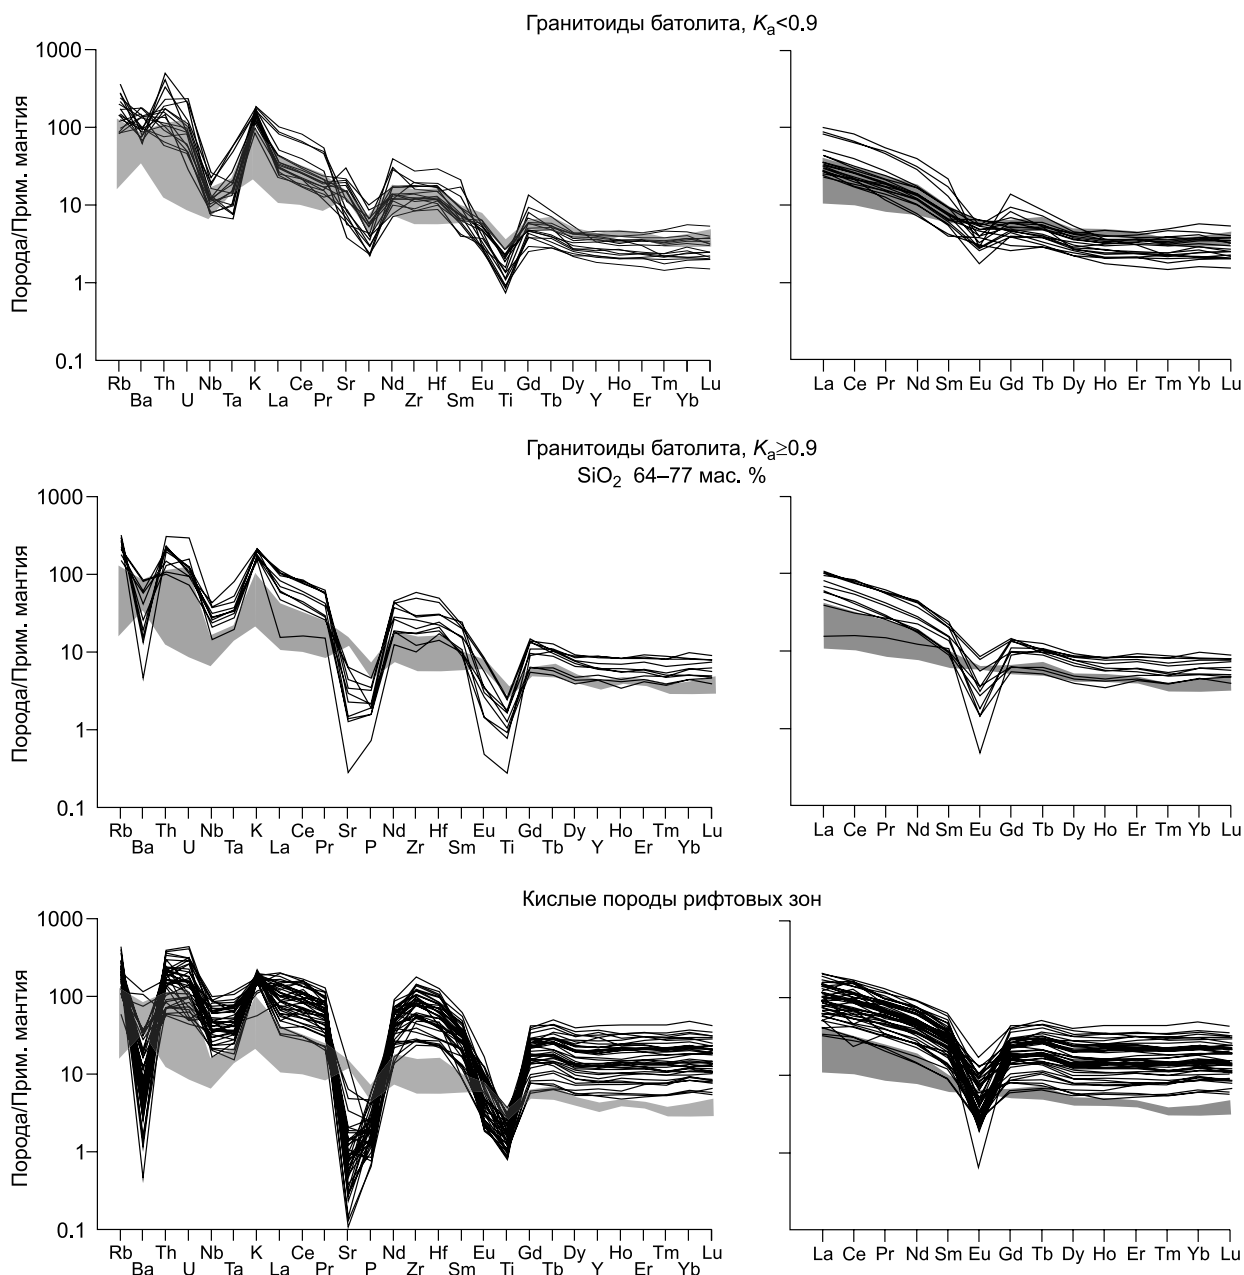 Гранитоиды батолита, Kа<0.9
Порода/Прим. мантия
1000
100
10
1
0.1
Rb Th Nb K Ce Sr Nd Hf Eu Gd Dy Ho Tm Lu
Ba U Ta La Pr P Zr Sm Ti Tb Y Er Yb
La Ce Pr Nd Sm Eu Gd Tb Dy Ho Er Tm Yb Lu
Гранитоиды батолита, Kа≥0.9
SiO2 64–77 мас. %
Порода/Прим. мантия
1000
100
10
1
0.1
Rb Th Nb K Ce Sr Nd Hf Eu Gd Dy Ho Tm Lu
Ba U Ta La Pr P Zr Sm Ti Tb Y Er Yb
La Ce Pr Nd Sm Eu Gd Tb Dy Ho Er Tm Yb Lu
Кислые породы рифтовых зон
Порода/Прим. мантия
1000
100
10
1
0.1
Rb Th Nb K Ce Sr Nd Hf Eu Gd Dy Ho Tm Lu
Ba U Ta La Pr P Zr Sm Ti Tb Y Er Yb
La Ce Pr Nd Sm Eu Gd Tb Dy Ho Er Tm Yb Lu